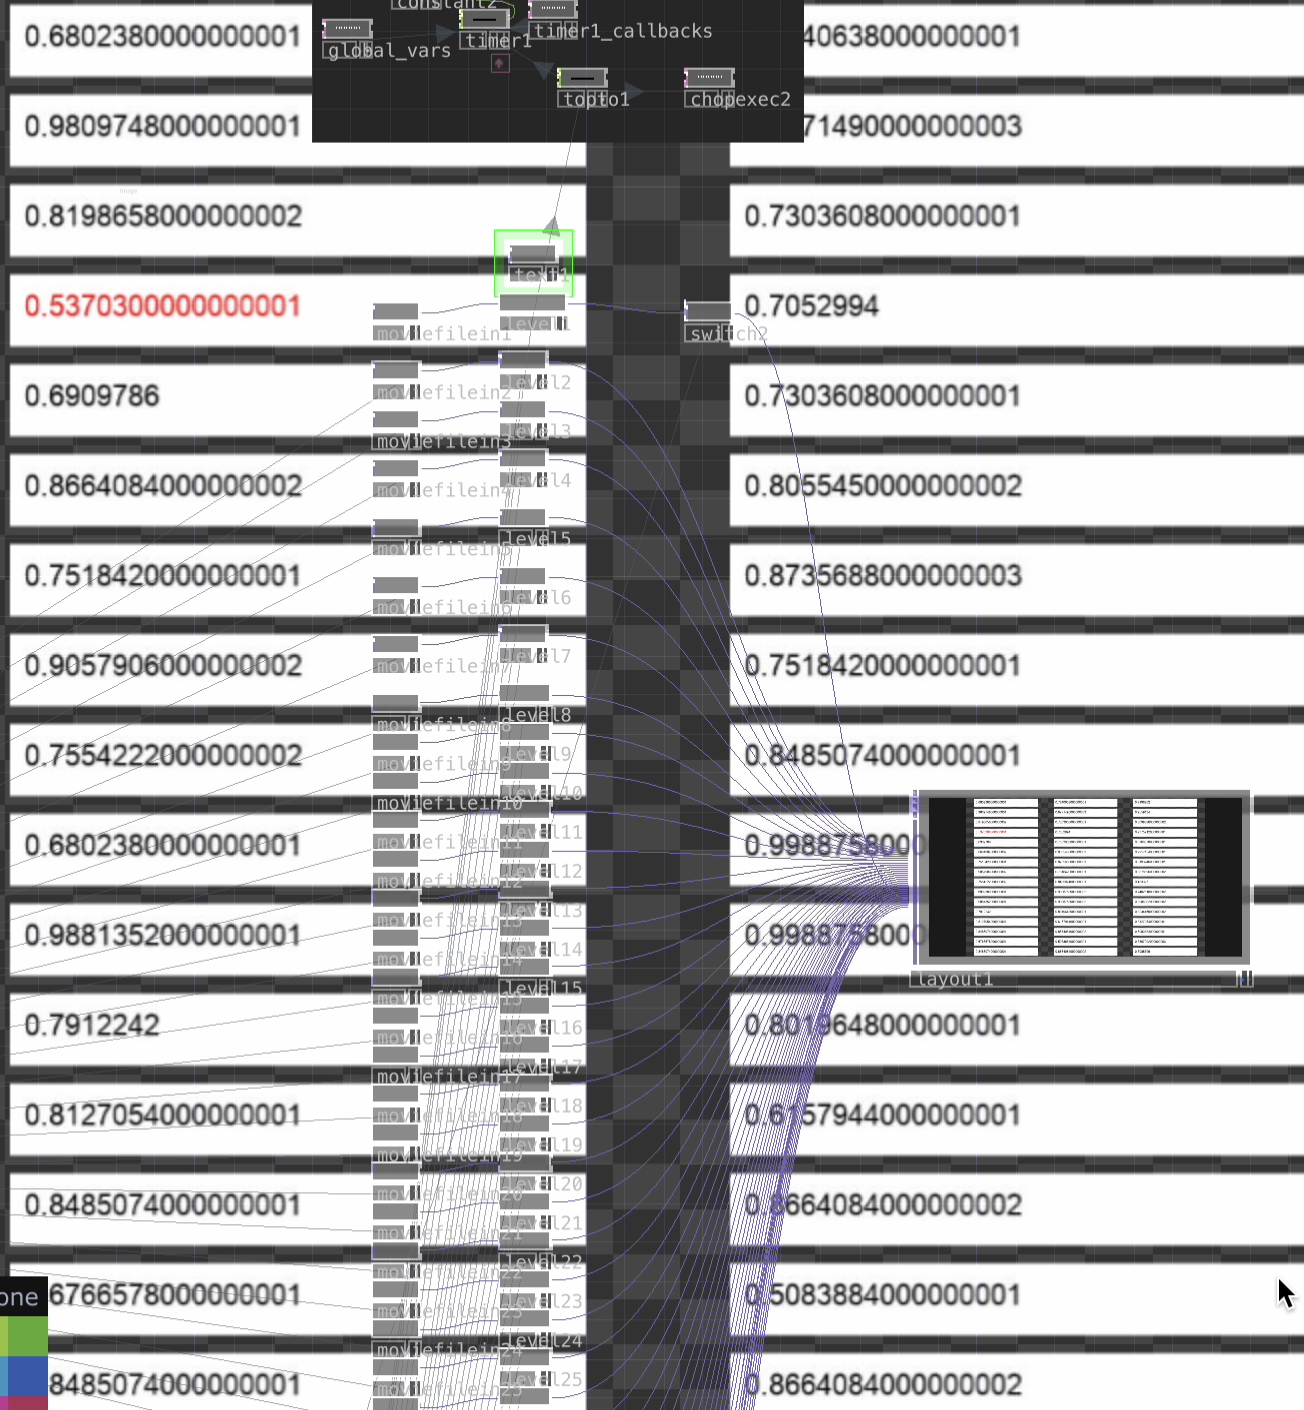 constant2
global_vars
timer1
timer1_callbacks
topto1
chopexec2
0.6802380000000001
40638000000001
0.9809748000000001
71490000000003
0.8198658000000002
0.7303608000000001
text1
0.5370300000000001
moviefilein1
level1
switch2
0.7052994
0.6909786
moviefilein2
level2
0.7303608000000001
moviefilein3
level3
0.8664084000000002
moviefilein4
level4
0.8055450000000002
moviefilein5
level5
0.7518420000000001
moviefilein6
level6
0.8735688000000003
0.9057906000000002
moviefilein7
level7
0.7518420000000001
moviefilein8
level8
0.7554222000000002
moviefilein9
level9
0.8485074000000001
moviefilein10
level10
0.6802380000000001
moviefilein11
level11
0.9988758000
moviefilein12
level12
0.9881352000000001
moviefilein13
level13
0.9988758000
moviefilein14
level14
layout1
0.7912242
moviefilein15
level15
0.8019648000000001
moviefilein16
level16
moviefilein17
level17
0.8127054000000001
moviefilein18
level18
0.6157944000000001
moviefilein19
level19
0.8485074000000001
moviefilein20
level20
0.8664084000000002
moviefilein21
level21
moviefilein22
level22
one
6766578000000001
moviefilein23
level23
0.5083884000000001
moviefilein24
level24
8485074000000001
moviefilein25
level25
0.8664084000000002